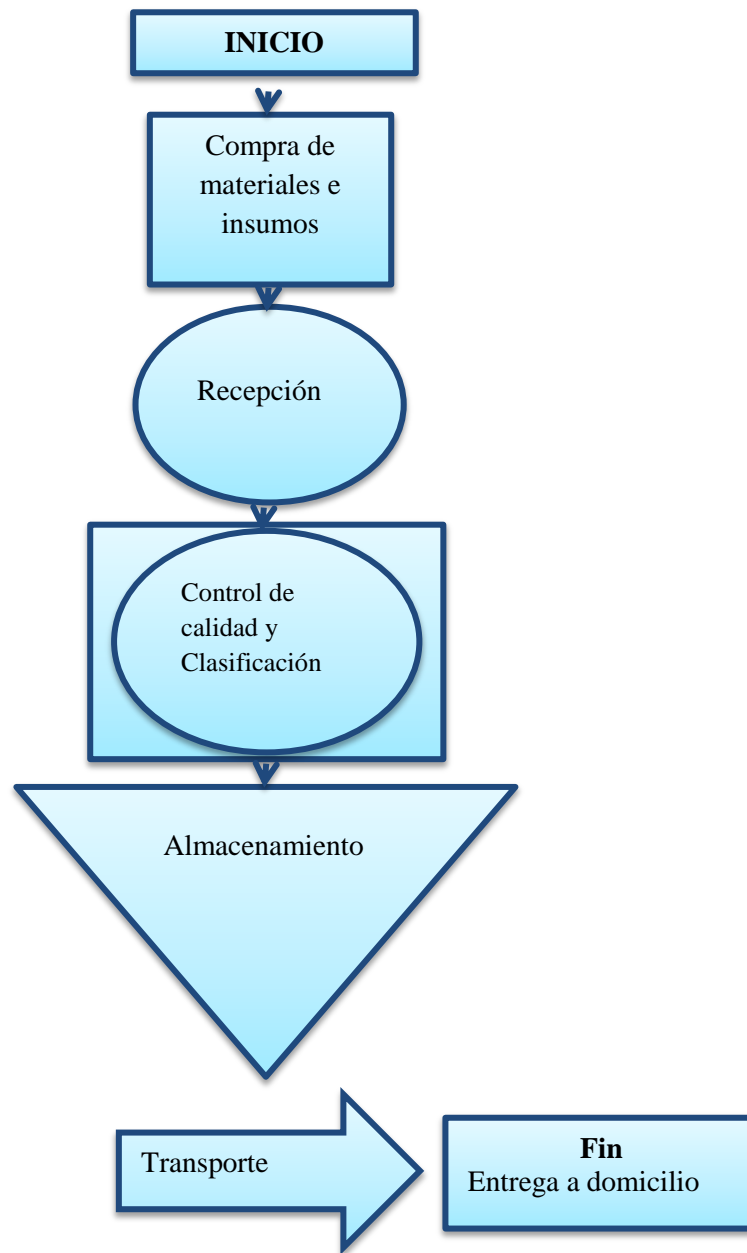 INICIO
Compra de
materiales e
insumos
Recepción
Control de
calidad y
Clasificación
Almacenamiento
Transporte
Fin
Entrega a domicilio